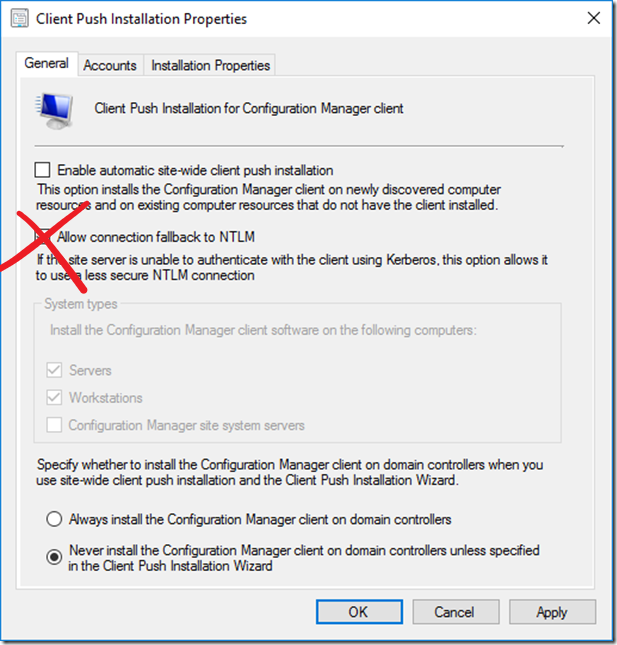 Client Push Installation Properties
General
Accounts
Installation Properties
Client Push Installation for Configuration Manager client
Enable automatic site-wide client push installation
This option installs the Configuration Manager client on newly discovered computer
resources and on existing computer resources that do not have the client installed.
Allow connection fallback to NTLM
If the site server is unable to authenticate with the client using Kerberos, this option allows it
to use a less secure NTLM connection
System types
Install the Configuration Manager client software on the following computers:
Servers
Workstations
Configuration Manager site system servers
Specify whether to install the Configuration Manager client on domain controllers when you
use site-wide client push installation and the Client Push Installation Wizard.
Always install the Configuration Manager client on domain controllers
Never install the Configuration Manager client on domain controllers unless specified
in the Client Push Installation Wizard
OK
Cancel
Apply